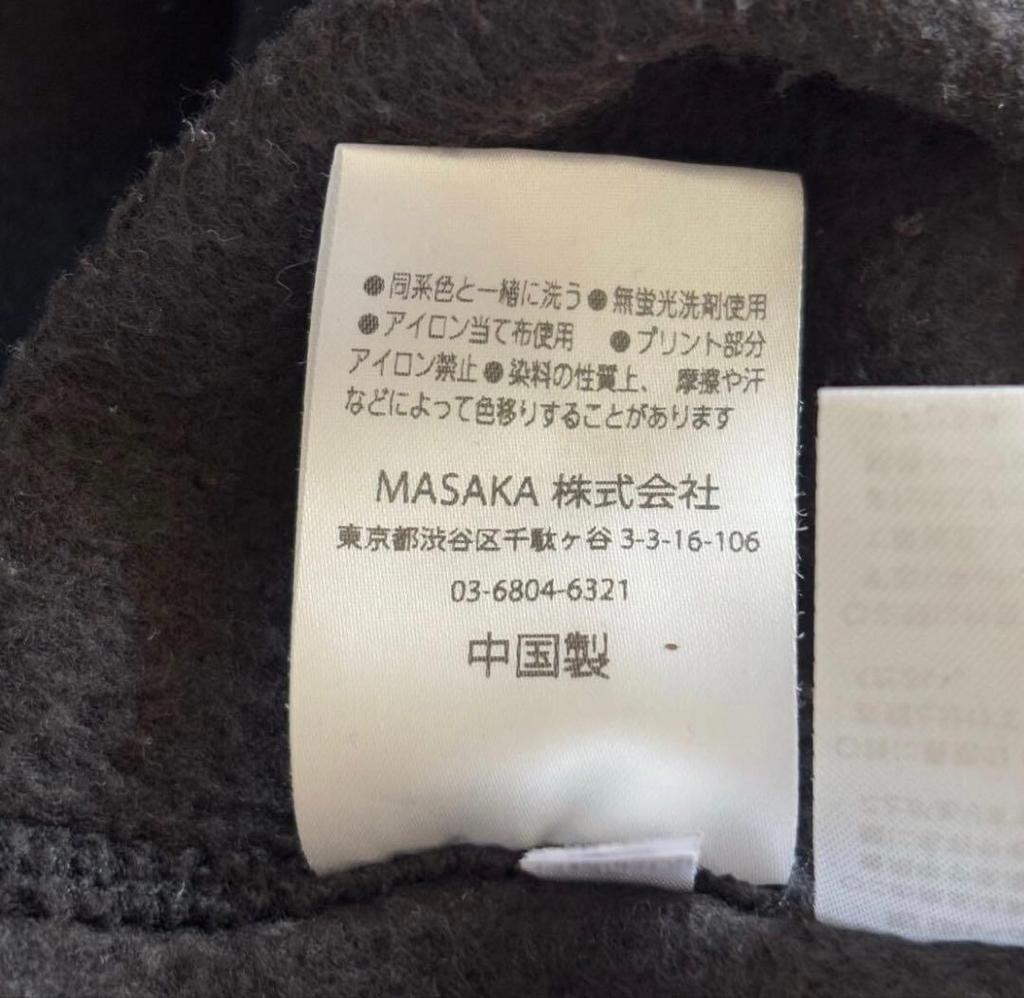 ●同系色と一緒に洗う●無蛍光洗剤使用
●アイロン当て布使用 ●プリント部分
アイロン禁止●染料の性質上、摩擦や汗
などによって色移りすることがあります
MASAKA 株式会社
東京都渋谷区千駄ヶ谷 3-3-16-106
03-6804-6321
中国製